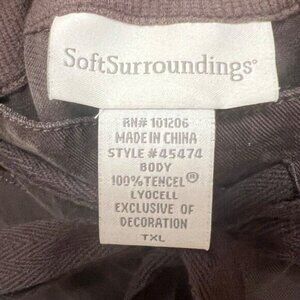 SoftSurroundings®
RN# 101206
MADE IN CHINA
STYLE #45474
BODY
100% TENCEL®
LYOCELL
EXCLUSIVE OF
DECORATION
TXL